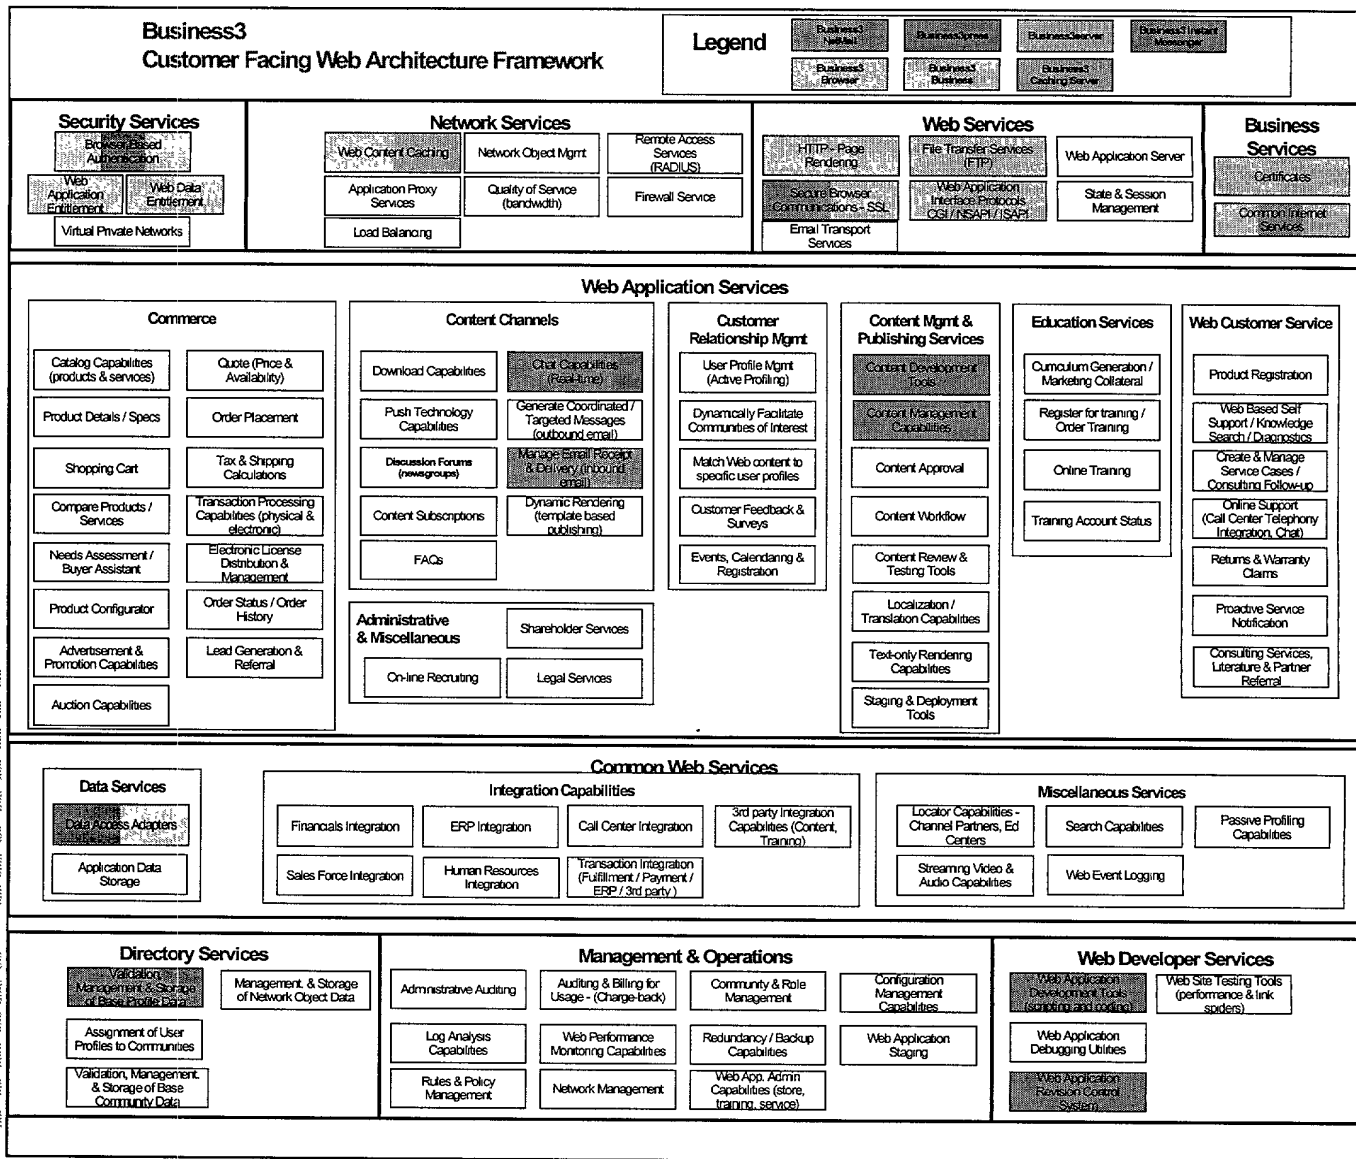 Business3
Customer Facing Web Architecture Framework
Legend
Business3
NetMail
Business3press
Business3server
Business3 Instant
Messenger
Business3
Browser
Business3
Business
Business3
Caching Server
Security Services
Browser Based
Authentication
Web
Application
Entitlement
Web Data
Entitlement
Virtual Private Networks
Network Services
Web Content Caching
Network Object Mgmt
Remote Access
Services
(RADIUS)
Application Proxy
Services
Quality of Service
(bandwidth)
Firewall Service
Load Balancing
Web Services
HTTP - Page
Rendering
File Transfer Services
(FTP)
Web Application Server
Secure Browser
Communications - SSL
Web Application
Interface Protocols
CGI / NSAPI / ISAPI
State & Session
Management
Email Transport
Services
Business
Services
Certificates
Common Internet
Services
Web Application Services
Commerce
Catalog Capabilities
(products & services)
Quote (Price &
Availability)
Product Details / Specs
Order Placement
Shopping Cart
Tax & Shipping
Calculations
Compare Products /
Services
Transaction Processing
Capabilities (physical &
electronic)
Needs Assessment /
Buyer Assistant
Electronic License
Distribution &
Management
Product Configurator
Order Status / Order
History
Advertisement &
Promotion Capabilities
Lead Generation &
Referral
Auction Capabilities
Content Channels
Download Capabilities
Chat Capabilities
(Real-time)
Push Technology
Capabilities
Generate Coordinated /
Targeted Messages
(outbound email)
Discussion Forums
(newsgroups)
Manage Email Receipt
& Delivery (inbound
email)
Content Subscriptions
Dynamic Rendering
(template based
publishing)
FAQs
Administrative
& Miscellaneous
Shareholder Services
On-line Recruiting
Legal Services
Customer
Relationship Mgmt
User Profile Mgmt
(Active Profiling)
Dynamically Facilitate
Communities of Interest
Match Web content to
specific user profiles
Customer Feedback &
Surveys
Events, Calendaring &
Registration
Content Mgmt &
Publishing Services
Content Development
Tools
Content Management
Capabilities
Content Approval
Content Workflow
Content Review &
Testing Tools
Localization /
Translation Capabilities
Text-only Rendering
Capabilities
Staging & Deployment
Tools
Education Services
Curriculum Generation /
Marketing Collateral
Register for training /
Order Training
Online Training
Training Account Status
Web Customer Service
Product Registration
Web Based Self
Support / Knowledge
Search / Diagnostics
Create & Manage
Service Cases /
Consulting Follow-up
Online Support
(Call Center Telephony
Integration, Chat)
Returns & Warranty
Claims
Proactive Service
Notification
Consulting Services,
Literature & Partner
Referral
Common Web Services
Data Services
Data Access Adapters
Application Data
Storage
Integration Capabilities
Financials Integration
ERP Integration
Call Center Integration
3rd party Integration
Capabilities (Content,
Training)
Sales Force Integration
Human Resources
Integration
Transaction Integration
(Fulfillment / Payment /
ERP / 3rd party )
Miscellaneous Services
Locator Capabilities -
Channel Partners, Ed
Centers
Search Capabilities
Passive Profiling
Capabilities
Streaming Video &
Audio Capabilities
Web Event Logging
Directory Services
Validation,
Management & Storage
of Base Profile Data
Management. & Storage
of Network Object Data
Assignment of User
Profiles to Communities
Validation, Management.
& Storage of Base
Community Data
Management & Operations
Administrative Auditing
Auditing & Billing for
Usage - (Charge-back)
Community & Role
Management
Configuration
Management
Capabilities
Log Analysis
Capabilities
Web Performance
Monitoring Capabilities
Redundancy / Backup
Capabilities
Web Application
Staging
Rules & Policy
Management
Network Management
Web App. Admin
Capabilities (store,
training, service)
Web Developer Services
Web Application
Development Tools
(scripting and coding)
Web Site Testing Tools
(performance & link
spiders)
Web Application
Debugging Utilities
Web Application
Revision Control
System